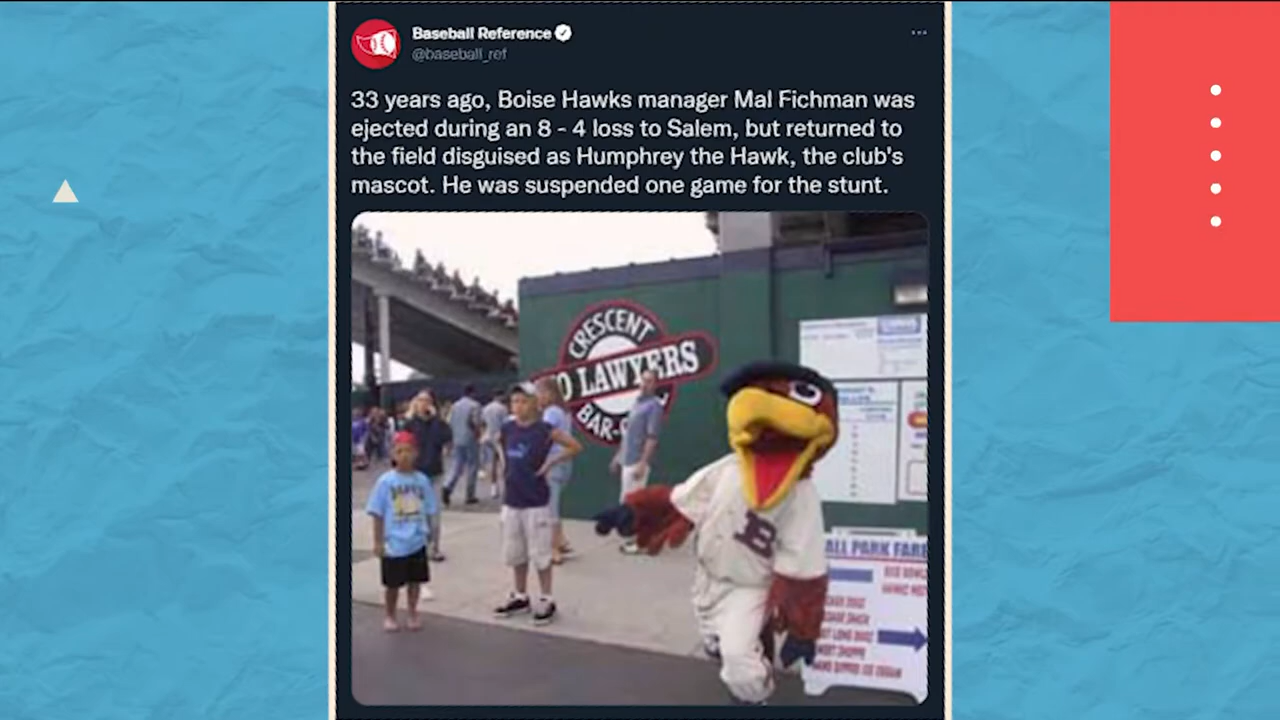 Baseball Reference
@baseball_ref
33 years ago, Boise Hawks manager Mal Fichman was
ejected during an 8 - 4 loss to Salem, but returned to
the field disguised as Humphrey the Hawk, the club's
mascot. He was suspended one game for the stunt.
CRESCENT
LAWYERS
BAR-
B
ALL PARK FARE